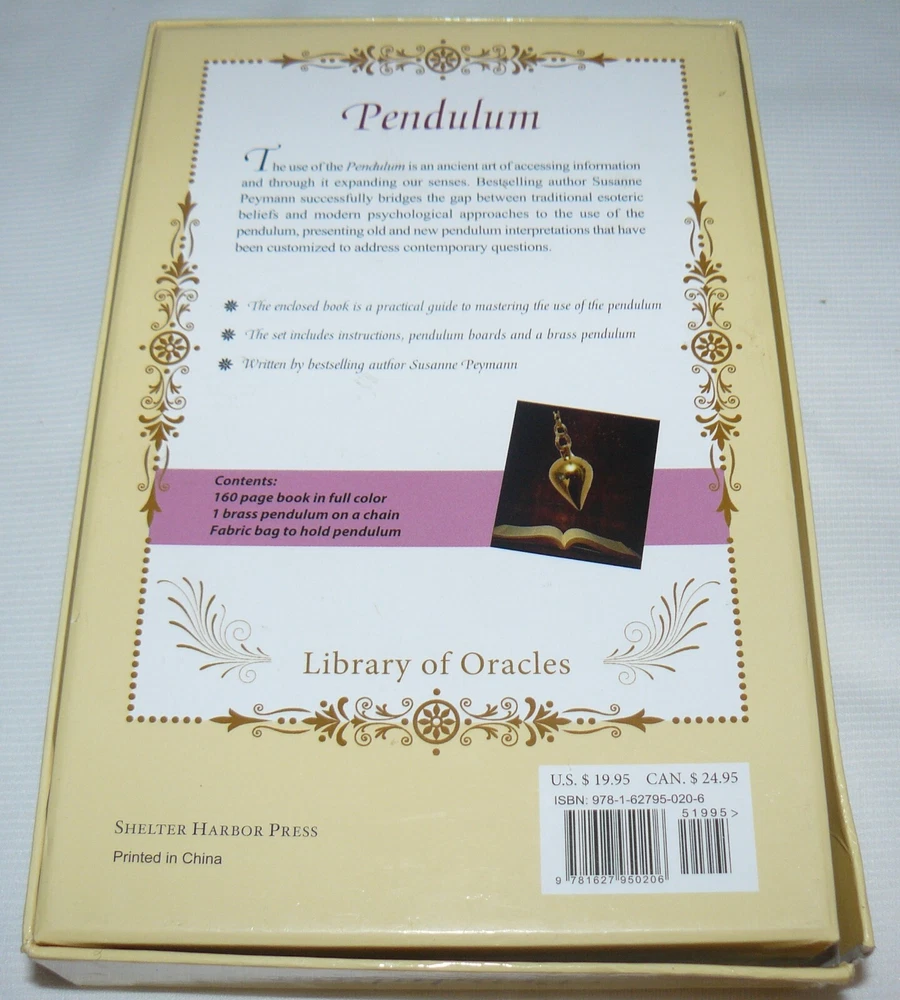 Pendulum
The use of the Pendulum is an ancient art of accessing information
and through it expanding our senses. Bestselling author Susanne
Peymann successfully bridges the gap between traditional esoteric
beliefs and modern psychological approaches to the use of the
pendulum, presenting old and new pendulum interpretations that have
been customized to address contemporary questions.
The enclosed book is a practical guide to mastering the use of the pendulum
The set includes instructions, pendulum boards and a brass pendulum
Written by bestselling author Susanne Peymann
Contents:
160 page book in full color
1 brass pendulum on a chain
Fabric bag to hold pendulum
Library of Oracles
U.S. $ 19.95 CAN. $ 24.95
ISBN: 978-1-62795-020-6
51995>
9 781627 950206
SHELTER HARBOR PRESS
Printed in China